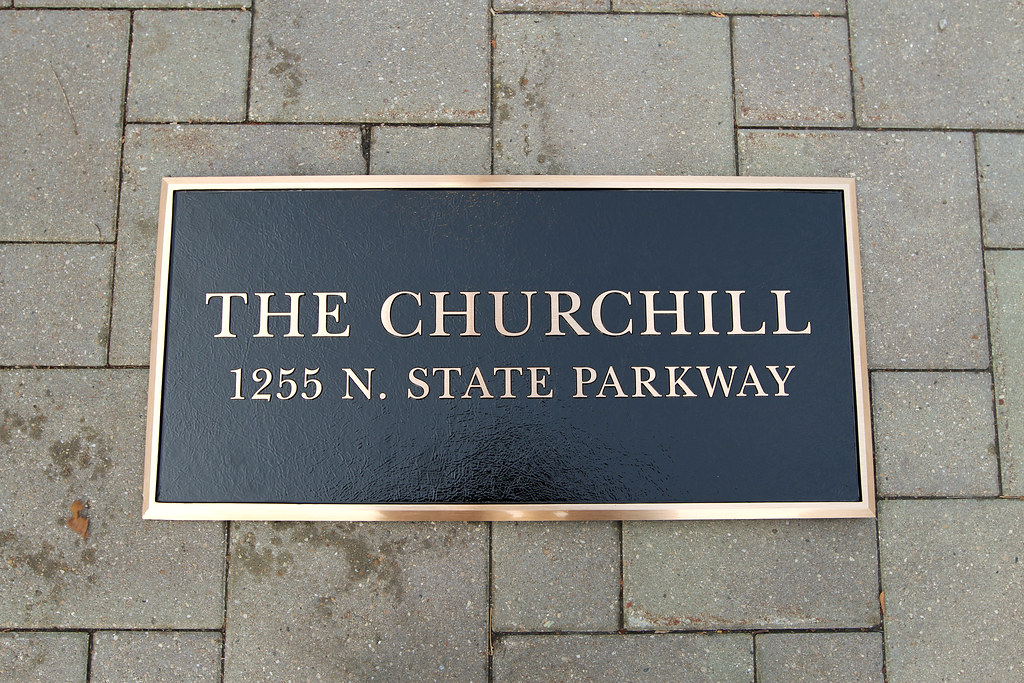 THE CHURCHILL
1255 N. STATE PARKWAY